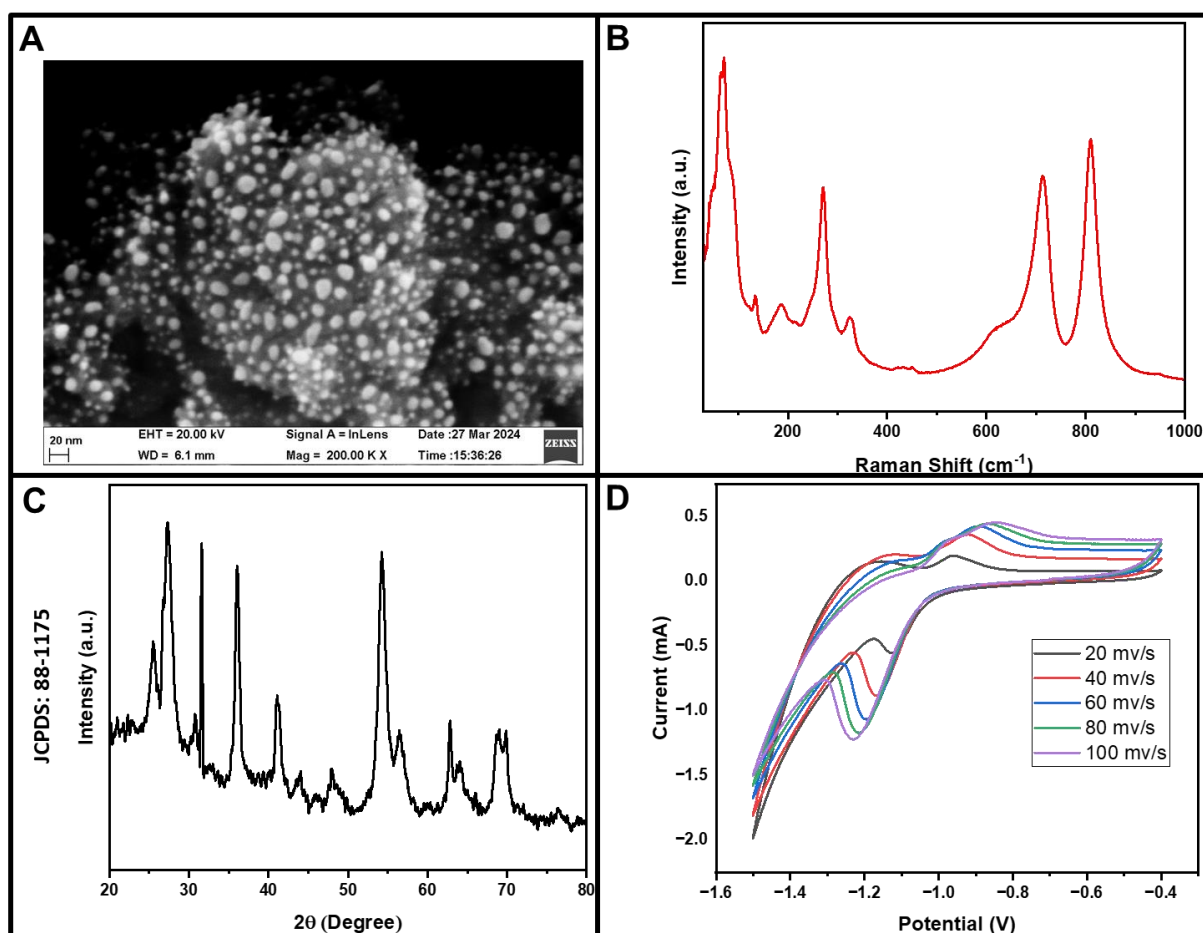 A
20 nm
EHT = 20.00 kV
Signal A = InLens
Date :27 Mar 2024
WD = 6.1 mm
Mag = 200.00 K X
Time :15:36:26
ZEISS
B
Intensity (a.u.)
200 400 600 800 1000
Raman Shift (cm⁻¹)
C
JCPDS: 88-1175
Intensity (a.u.)
20 30 40 50 60 70 80
2θ (Degree)
D
Current (mA)
0.5
0.0
−0.5
−1.0
−1.5
−2.0
20 mv/s
40 mv/s
60 mv/s
80 mv/s
100 mv/s
−1.6 −1.4 −1.2 −1.0 −0.8 −0.6 −0.4
Potential (V)